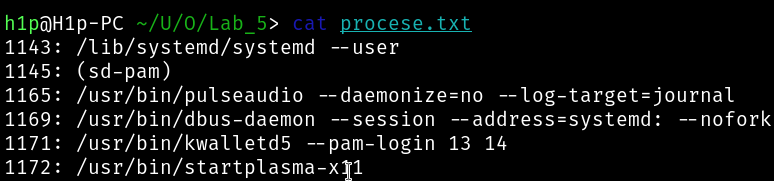 h1p@H1p-PC ~/U/O/Lab_5> cat procese.txt
1143: /lib/systemd/systemd --user
1145: (sd-pam)
1165: /usr/bin/pulseaudio --daemonize=no --log-target=journal
1169: /usr/bin/dbus-daemon --session --address=systemd: --nofork
1171: /usr/bin/kwalletd5 --pam-login 13 14
1172: /usr/bin/startplasma-x11